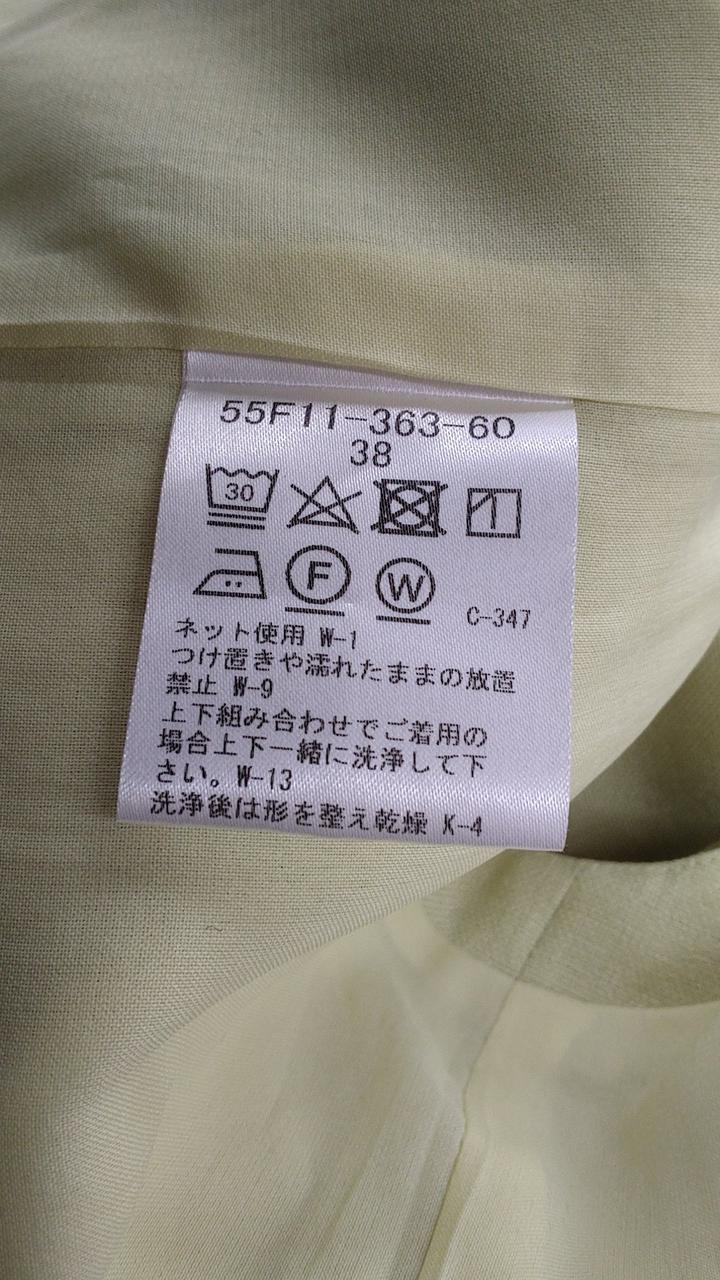 55F11-363-60
38
30
F W C-347
ネット使用 W-1
つけ置きや濡れたままの放置
禁止 W-9
上下組み合わせでご着用の
場合上下一緒に洗浄して下
さい。W-13
洗浄後は形を整え乾燥 K-4